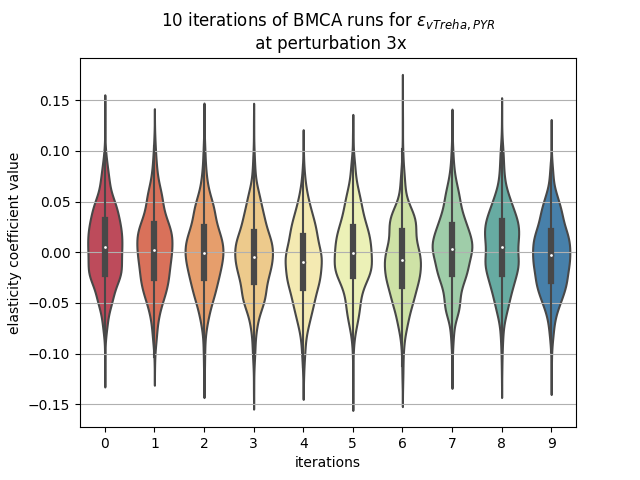 10 iterations of BMCA runs for ε_{vTreha, PYR}
at perturbation 3x
elasticity coefficient value
0.15
0.10
0.05
0.00
−0.05
−0.10
−0.15
0 1 2 3 4 5 6 7 8 9
iterations